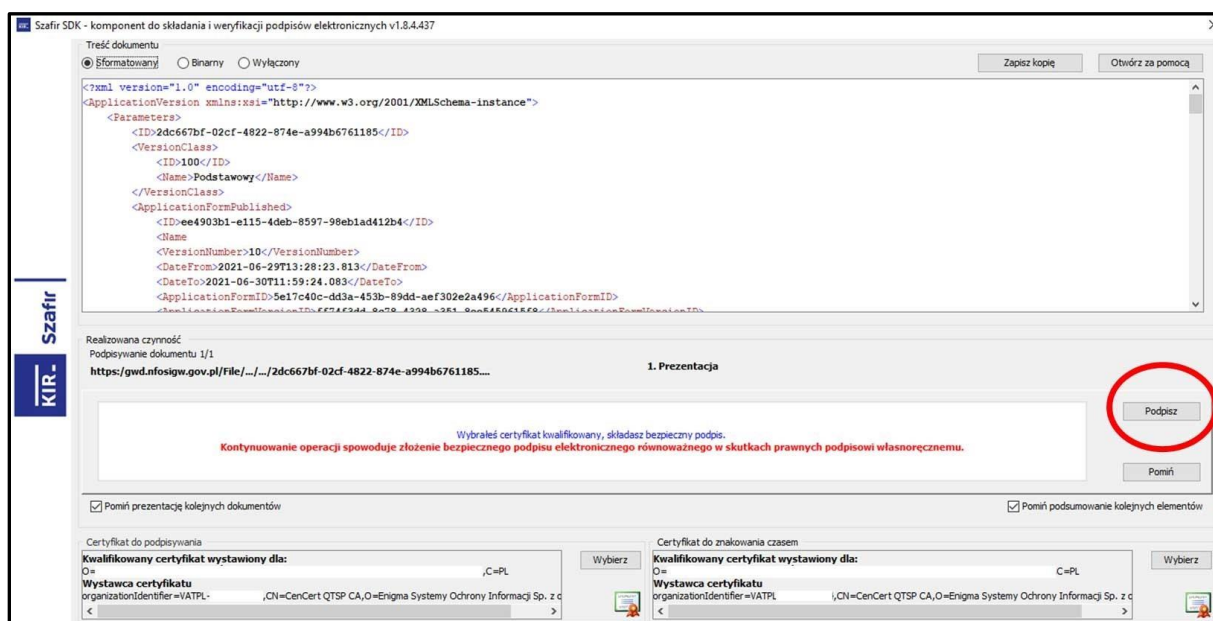 KIR. Szafir SDK - komponent do składania i weryfikacji podpisów elektronicznych v1.8.4.437
Treść dokumentu
Sformatowany Binarny Wyłączony Zapisz kopię Otwórz za pomocą
<?xml version="1.0" encoding="utf-8"?>
<ApplicationVersion xmlns:xsi="http://www.w3.org/2001/XMLSchema-instance">
<Parameters>
<ID>2dc667bf-02cf-4822-874e-a994b6761185</ID>
<VersionClass>
<ID>100</ID>
<Name>Podstawowy</Name>
</VersionClass>
<ApplicationFormPublished>
<ID>ee4903b1-e115-4deb-8597-98eb1ad412b4</ID>
<Name
<VersionNumber>10</VersionNumber>
<DateFrom>2021-06-29T13:28:23.813</DateFrom>
<DateTo>2021-06-30T11:59:24.083</DateTo>
<ApplicationFormID>5e17c40c-dd3a-453b-89dd-aef302e2a496</ApplicationFormID>
KIR. Szafir
Realizowana czynność
Podpisywanie dokumentu 1/1
https:/gwd.nfosigw.gov.pl/File/.../.../2dc667bf-02cf-4822-874e-a994b6761185....
1. Prezentacja
Podpisz
Wybrałeś certyfikat kwalifikowany, składasz bezpieczny podpis.
Kontynuowanie operacji spowoduje złożenie bezpiecznego podpisu elektronicznego równoważnego w skutkach prawnych podpisowi własnoręcznemu.
Pomiń
Pomiń prezentację kolejnych dokumentów
Pomiń podsumowanie kolejnych elementów
Certyfikat do podpisywania
Kwalifikowany certyfikat wystawiony dla:
Wybierz
O= ,C=PL
Wystawca certyfikatu
organizationIdentifier=VATPL- ,CN=CenCert QTSP CA,O=Enigma Systemy Ochrony Informacji Sp. z o
Certyfikat do znakowania czasem
Kwalifikowany certyfikat wystawiony dla:
Wybierz
O= C=PL
Wystawca certyfikatu
organizationIdentifier=VATPL ,CN=CenCert QTSP CA,O=Enigma Systemy Ochrony Informacji Sp. z o